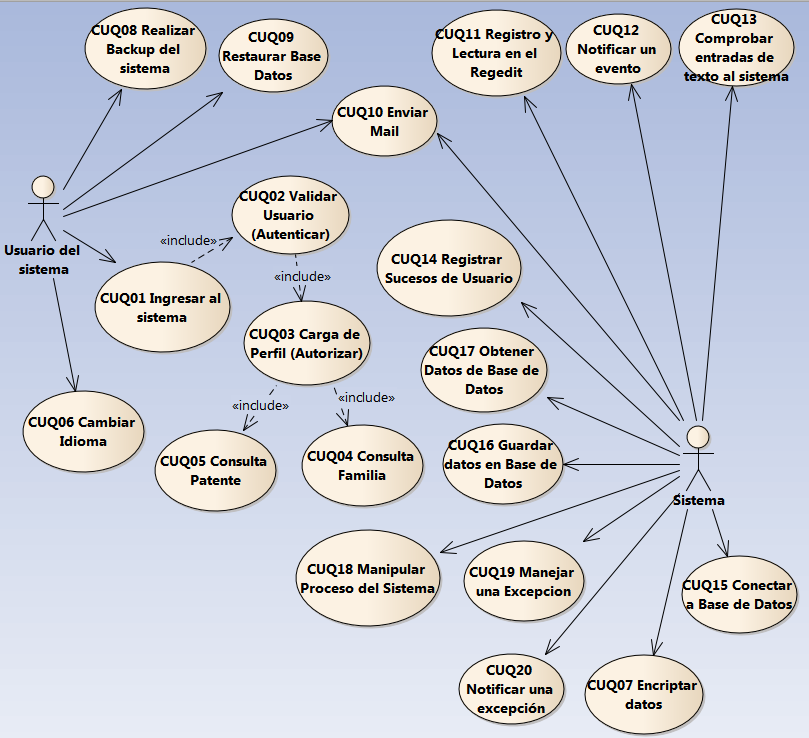 CUQ08 Realizar
Backup del
sistema
CUQ09
Restaurar Base
Datos
CUQ11 Registro y
Lectura en el
Regedit
CUQ12
Notificar un
evento
CUQ13
Comprobar
entradas de
texto al sistema
CUQ10 Enviar
Mail
Usuario del
sistema
CUQ02 Validar
Usuario
(Autenticar)
«include»
CUQ14 Registrar
Sucesos de Usuario
«include»
CUQ01 Ingresar al
sistema
CUQ03 Carga de
Perfil (Autorizar)
CUQ17 Obtener
Datos de Base de
Datos
«include»
«include»
CUQ06 Cambiar
Idioma
CUQ05 Consulta
Patente
CUQ04 Consulta
Familia
CUQ16 Guardar
datos en Base de
Datos
Sistema
CUQ18 Manipular
Proceso del Sistema
CUQ19 Manejar
una Excepcion
CUQ15 Conectar
a Base de Datos
CUQ20
Notificar una
excepción
CUQ07 Encriptar
datos